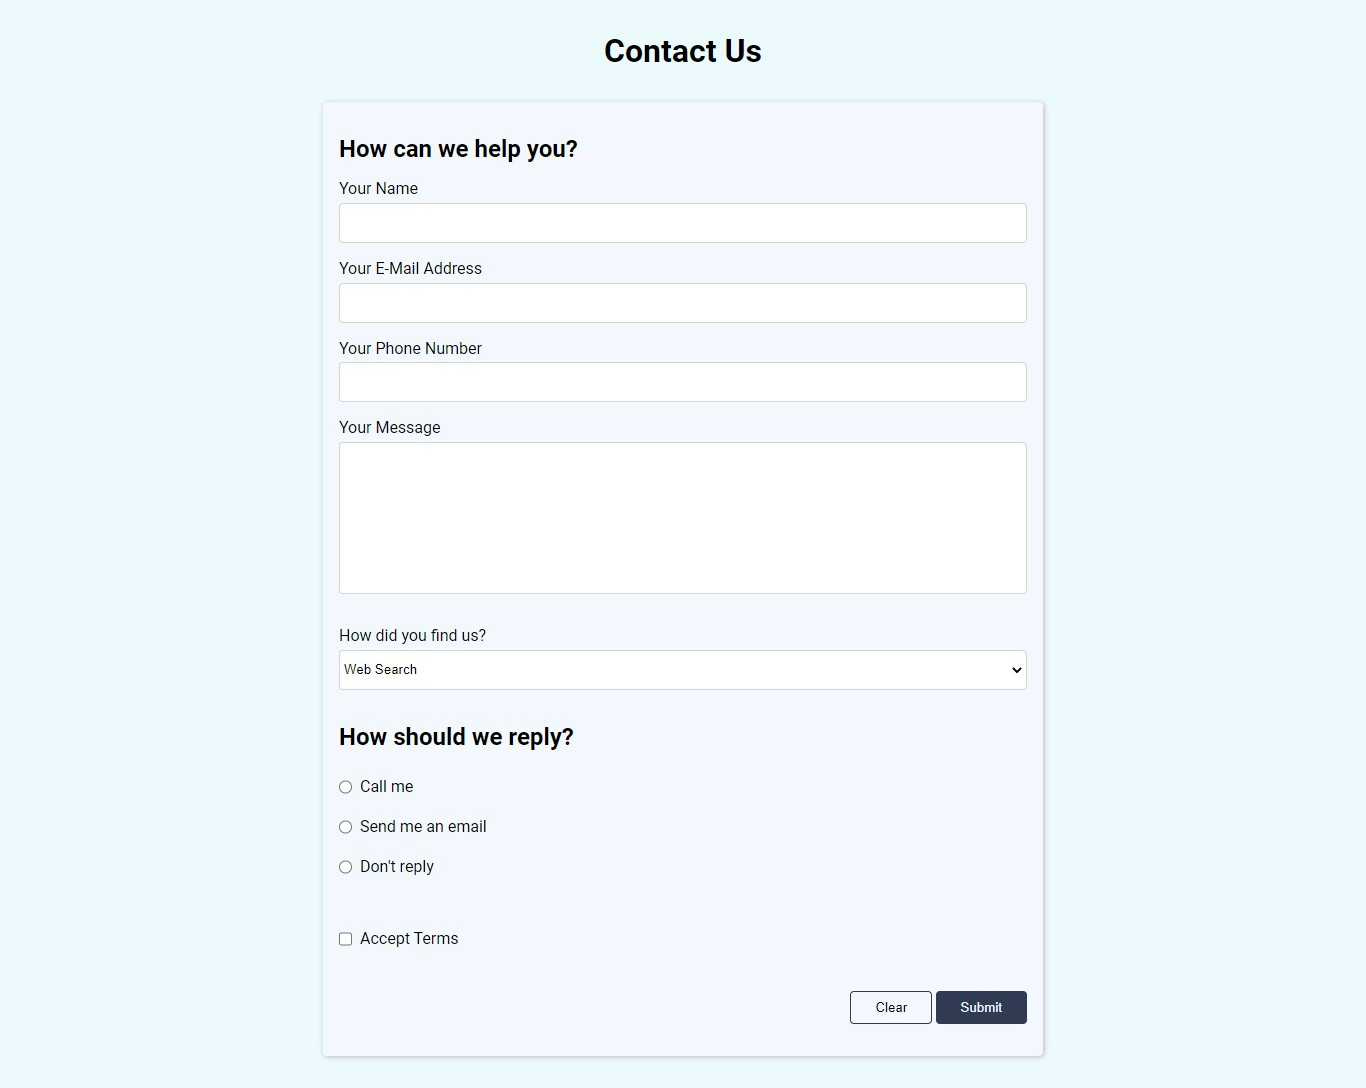 Contact Us
How can we help you?
Your Name
Your E-Mail Address
Your Phone Number
Your Message
How did you find us?
Web Search
How should we reply?
Call me
Send me an email
Don't reply
Accept Terms
Clear Submit